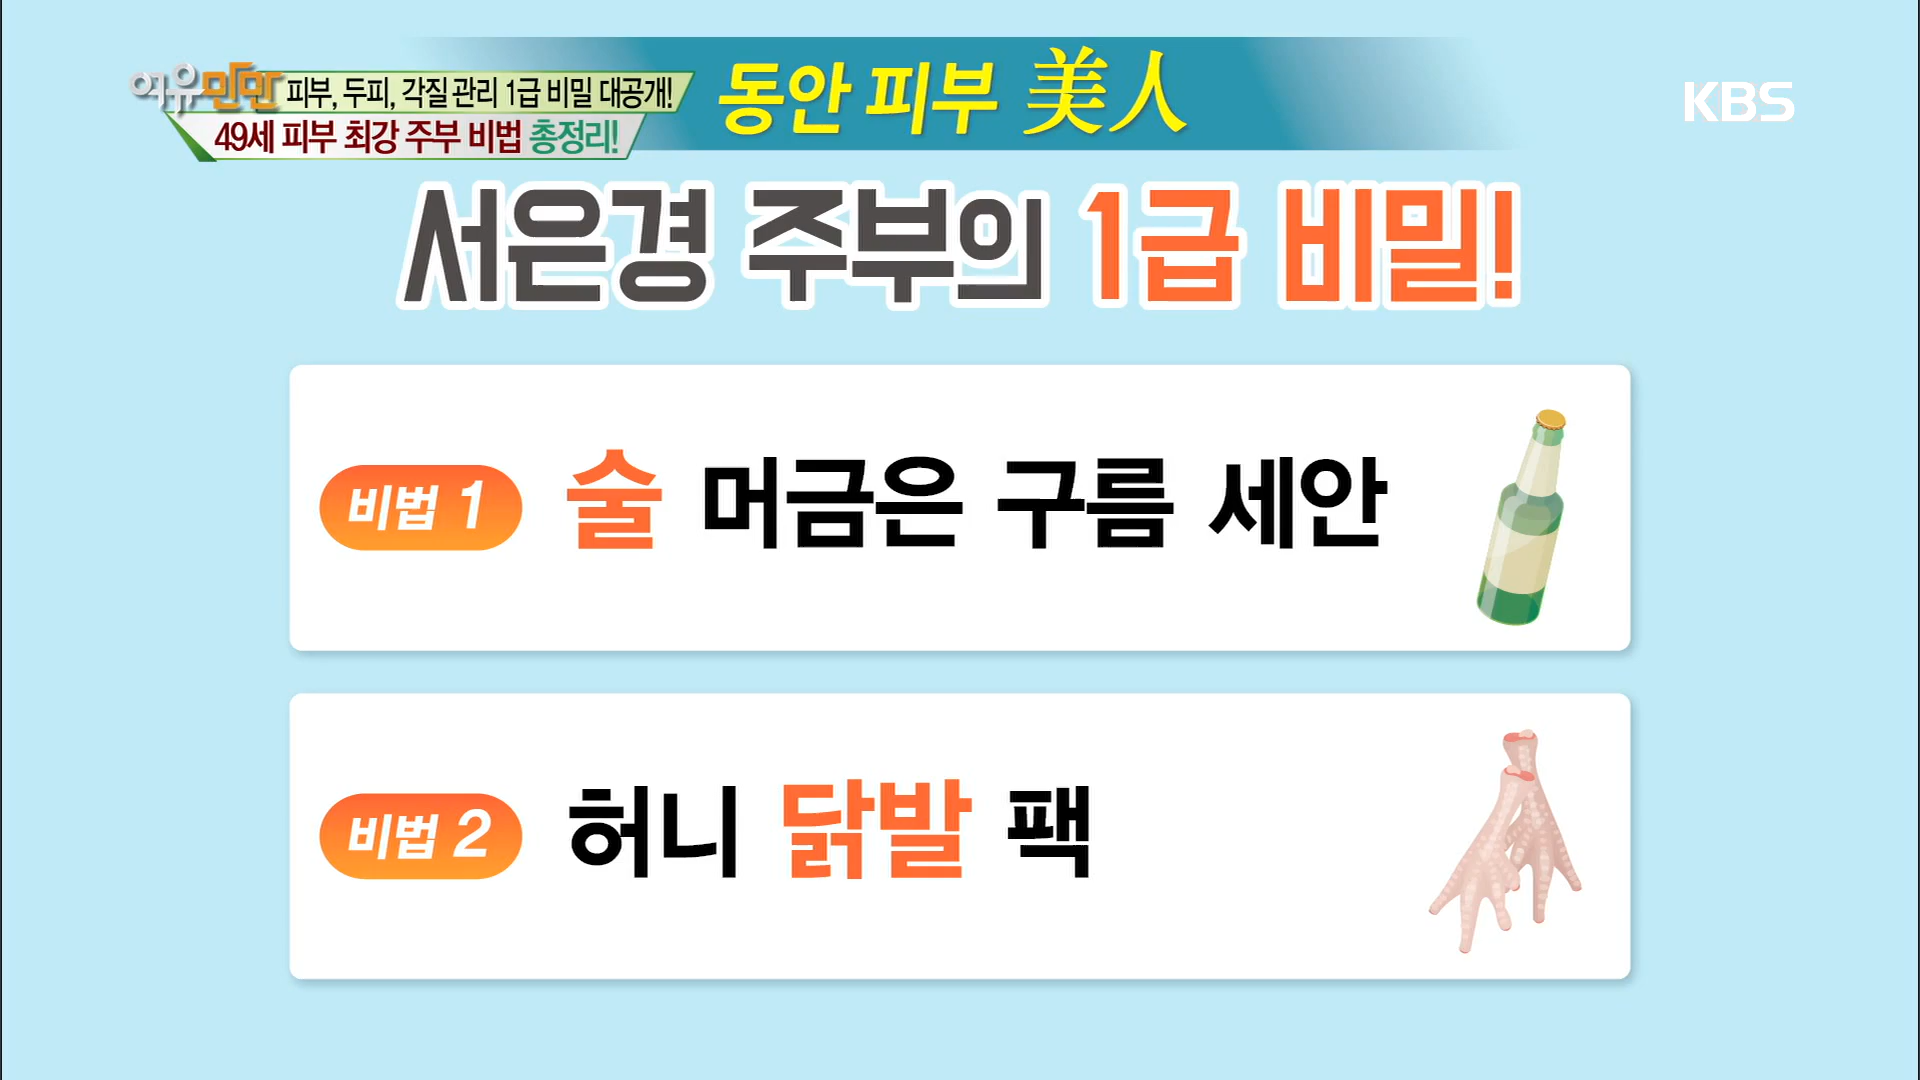 여유만만
피부, 두피, 각질 관리 1급 비밀 대공개!
49세 피부 최강 주부 비법 총정리!
동안 피부 美人
KBS
서은경 주부의 1급 비밀!
비법 1 술 머금은 구름 세안
비법 2 허니 닭발 팩